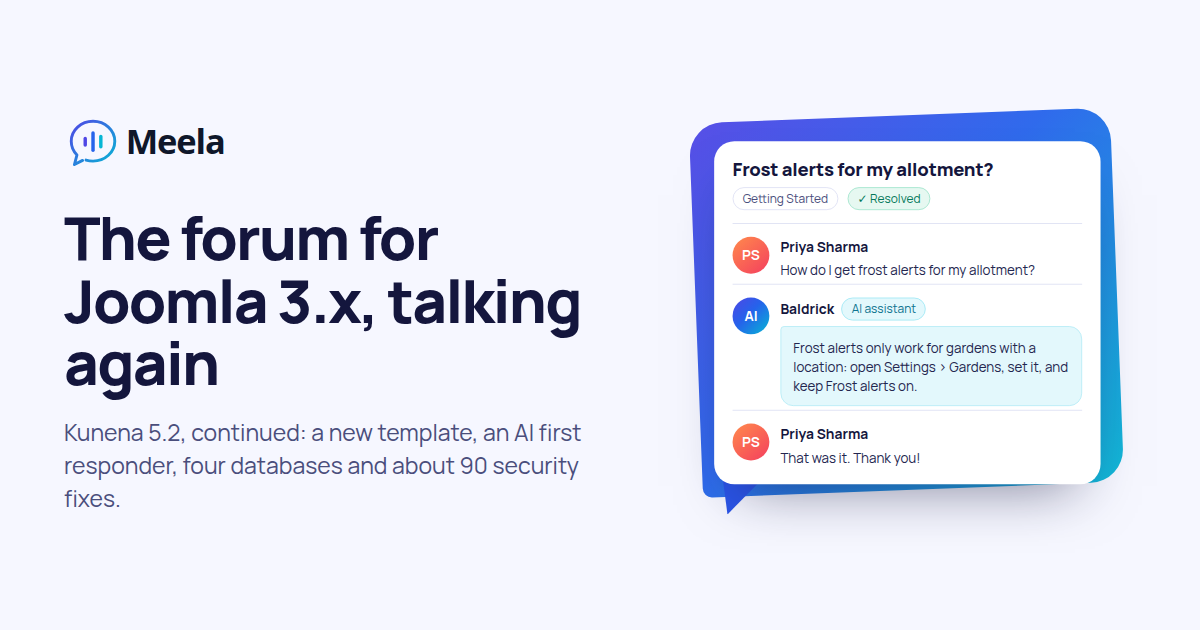 Meela
The forum for
Joomla 3.x, talking
again
Kunena 5.2, continued: a new template, an AI first
responder, four databases and about 90 security
fixes.
Frost alerts for my allotment?
Getting Started
✓ Resolved
PS
Priya Sharma
How do I get frost alerts for my allotment?
AI
Baldrick
AI assistant
Frost alerts only work for gardens with a
location: open Settings › Gardens, set it, and
keep Frost alerts on.
PS
Priya Sharma
That was it. Thank you!